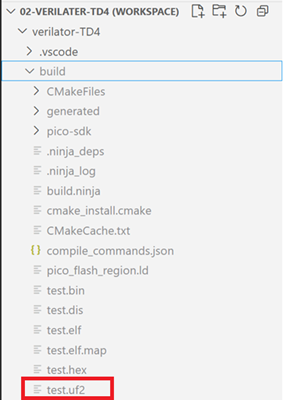 02-VERILATER-TD4 (WORKSPACE)
verilator-TD4
.vscode
build
CMakeFiles
generated
pico-sdk
.ninja_deps
.ninja_log
build.ninja
cmake_install.cmake
CMakeCache.txt
{} compile_commands.json
pico_flash_region.ld
test.bin
test.dis
test.elf
test.elf.map
test.hex
test.uf2